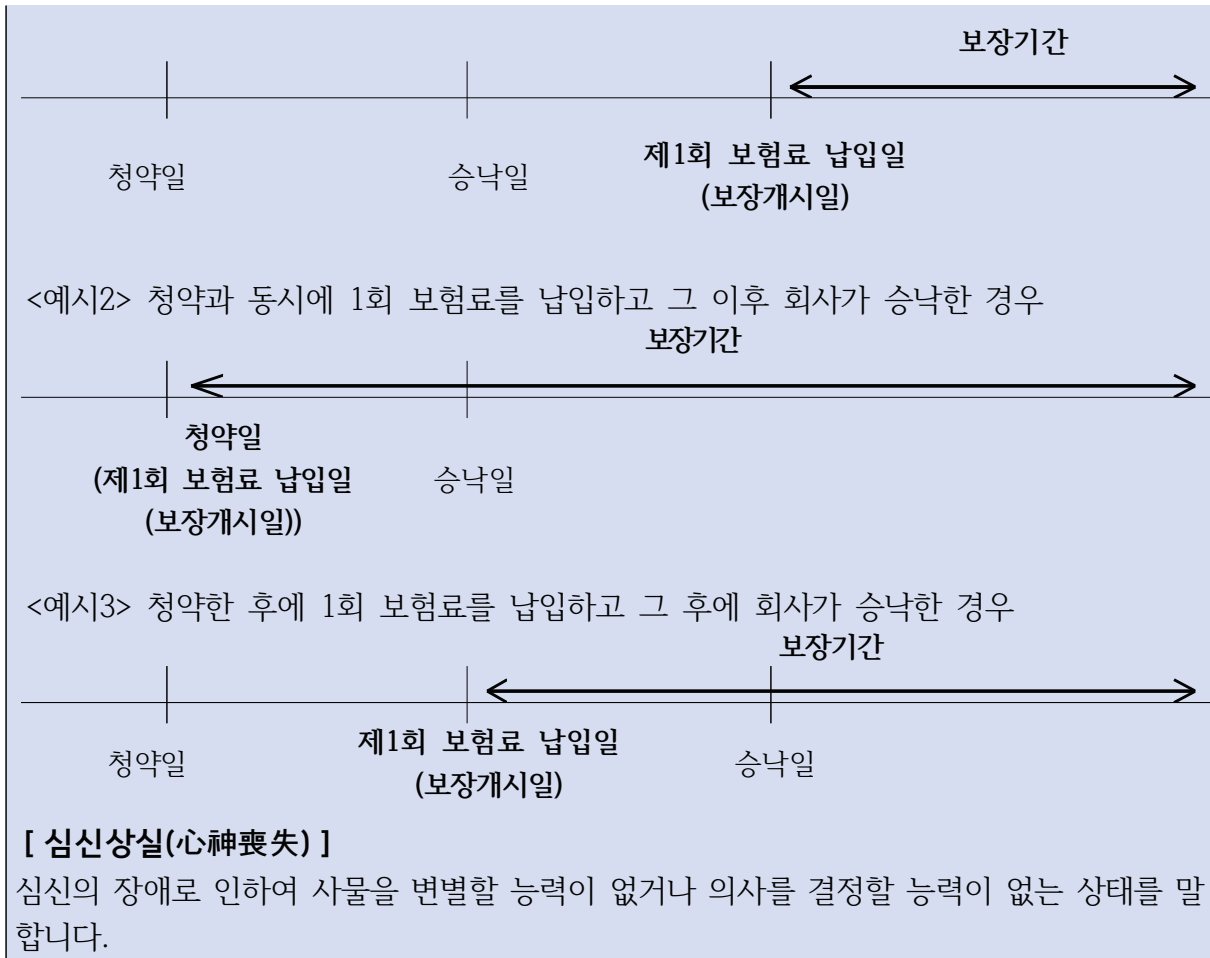 보장기간
청약일
승낙일
제1회 보험료 납입일
(보장개시일)
<예시2> 청약과 동시에 1회 보험료를 납입하고 그 이후 회사가 승낙한 경우
보장기간
청약일
(제1회 보험료 납입일
(보장개시일))
승낙일
<예시3> 청약한 후에 1회 보험료를 납입하고 그 후에 회사가 승낙한 경우
보장기간
청약일
제1회 보험료 납입일
(보장개시일)
승낙일
[ 심신상실(心神喪失) ]
심신의 장애로 인하여 사물을 변별할 능력이 없거나 의사를 결정할 능력이 없는 상태를 말
합니다.